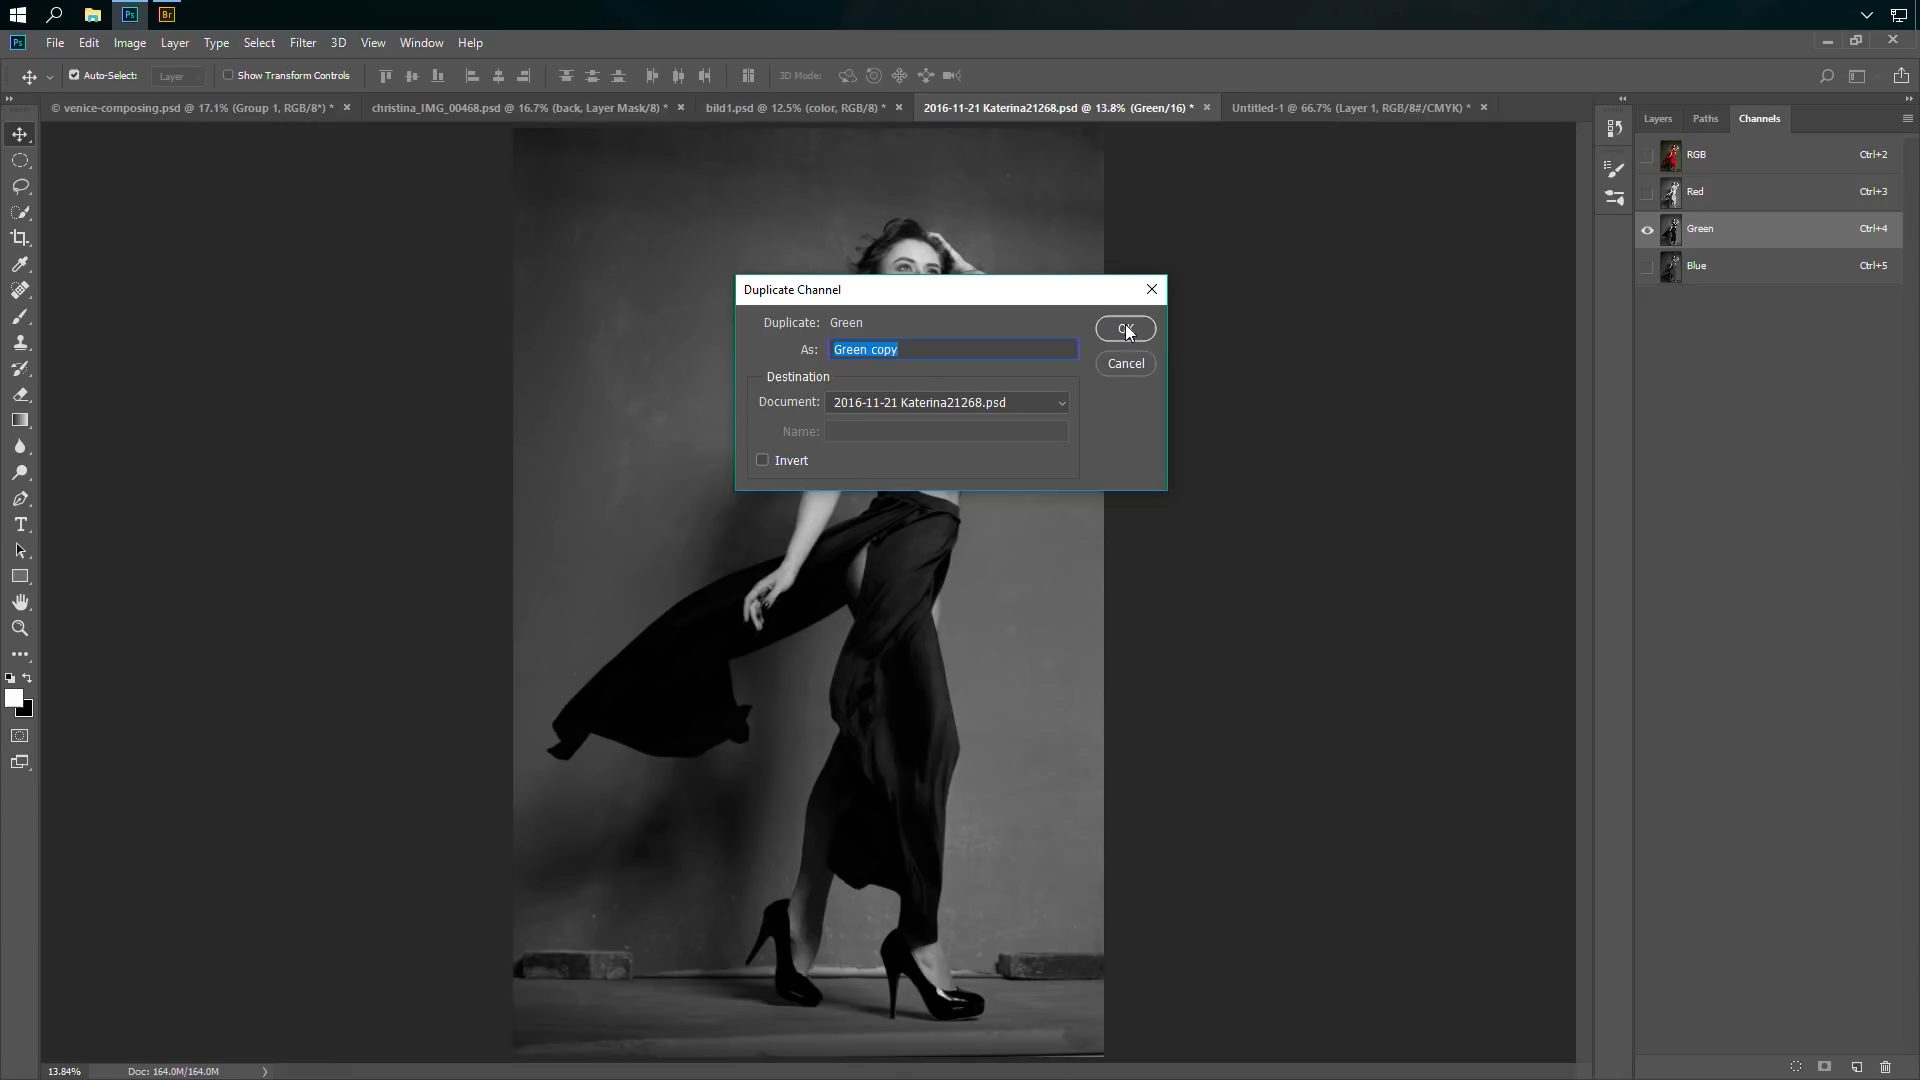 Ps
Br
Ps
File Edit Image Layer Type Select Filter 3D View Window Help
Auto-Select: Layer Show Transform Controls 3D Mode:
© venice-composing.psd @ 17.1% (Group 1, RGB/8*) * christina_IMG_00468.psd @ 16.7% (back, Layer Mask/8) * bild1.psd @ 12.5% (color, RGB/8) * 2016-11-21 Katerina21268.psd @ 13.8% (Green/16) * Untitled-1 @ 66.7% (Layer 1, RGB/8#/CMYK) *
Layers Paths Channels
RGB Ctrl+2
Red Ctrl+3
Green Ctrl+4
Blue Ctrl+5
Duplicate Channel
Duplicate: Green
OK
As: Green copy
Cancel
Destination
Document: 2016-11-21 Katerina21268.psd
Name:
Invert
13.84% Doc: 164.0M/164.0M